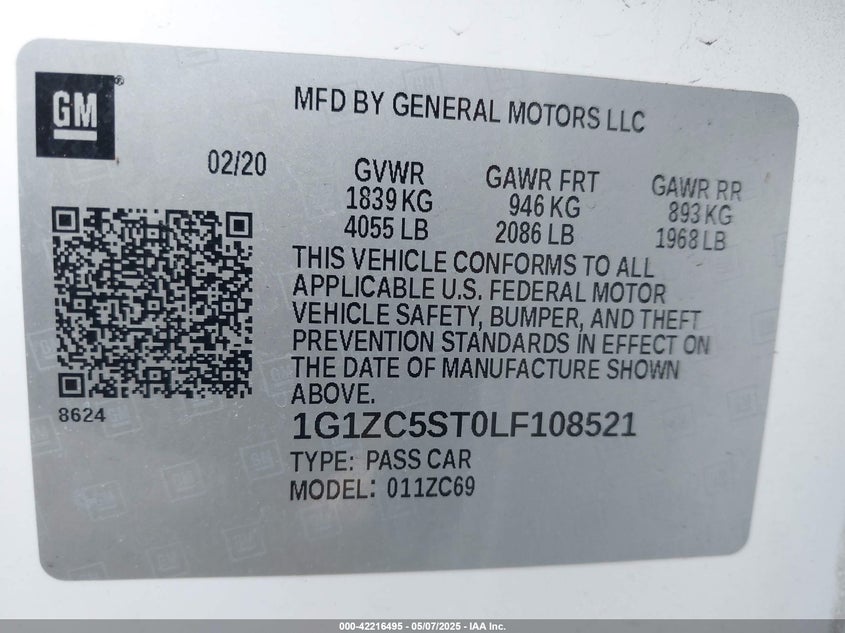 GM®
MFD BY GENERAL MOTORS LLC
02/20
GVWR
1839 KG
4055 LB
GAWR FRT
946 KG
2086 LB
GAWR RR
893 KG
1968 LB
THIS VEHICLE CONFORMS TO ALL
APPLICABLE U.S. FEDERAL MOTOR
VEHICLE SAFETY, BUMPER, AND THEFT
PREVENTION STANDARDS IN EFFECT ON
THE DATE OF MANUFACTURE SHOWN
ABOVE.
8624
1G1ZC5ST0LF108521
TYPE: PASS CAR
MODEL: 011ZC69
000-42216495 - 05/07/2025 - IAA Inc.